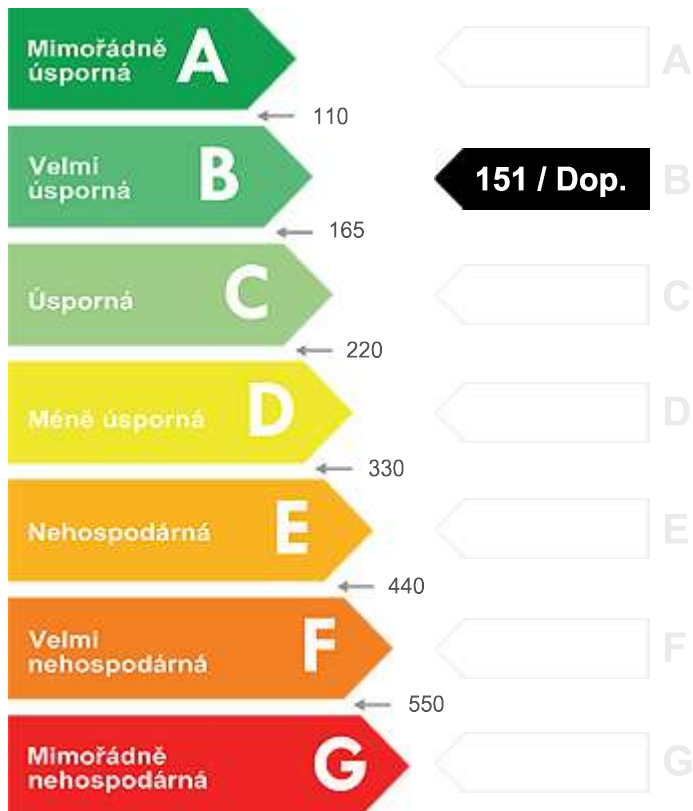 Mimořádně
úsporná
A
A
110
Velmi
úsporná
B
151 / Dop.
B
165
Úsporná
C
C
220
Méně úsporná
D
D
330
Nehospodárná
E
E
440
Velmi
nehospodárná
F
F
550
Mimořádně
nehospodárná
G
G